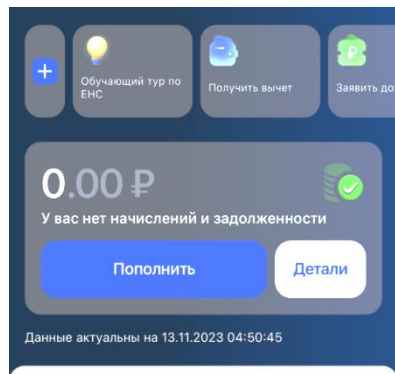 Обучающий тур по
ЕНС
Получить вычет
Заявить до
0.00 ₽
У вас нет начислений и задолженности
Пополнить
Детали
Данные актуальны на 13.11.2023 04:50:45